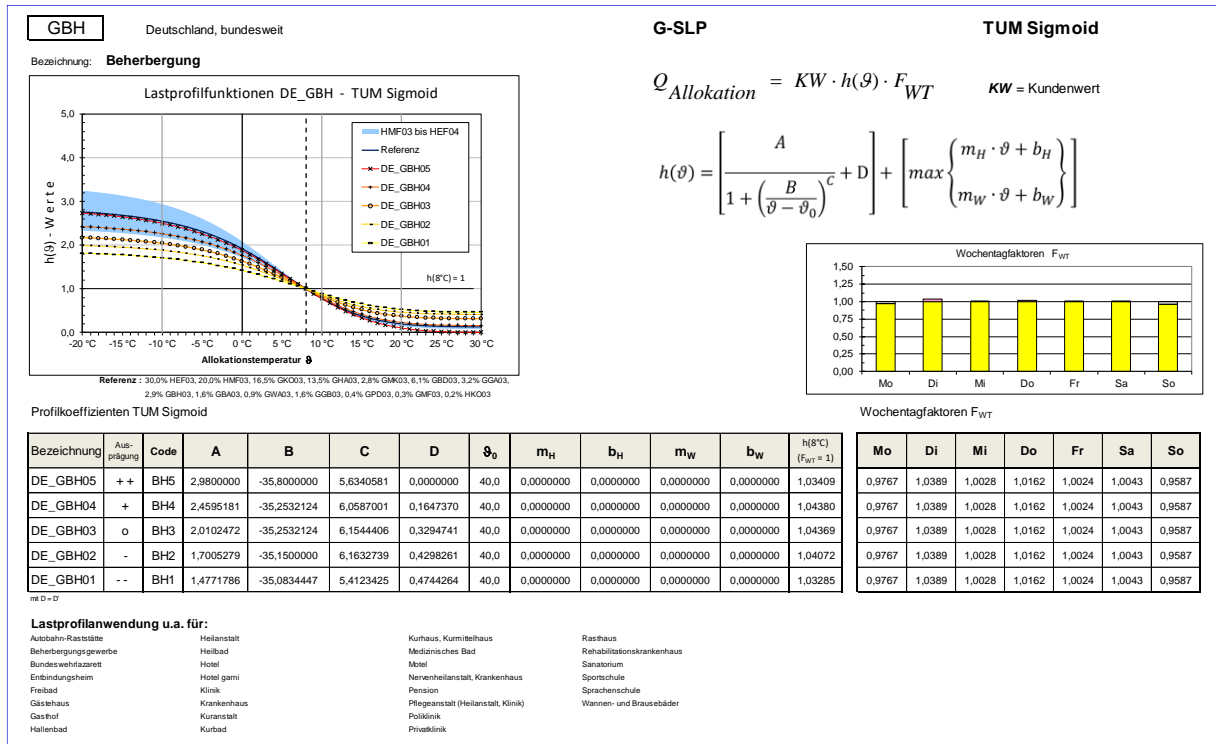 GBH Deutschland, bundesweit G-SLP TUM Sigmoid
Bezeichnung: Beherbergung
Lastprofilfunktionen DE_GBH - TUM Sigmoid
5,0
4,0
3,0
2,0
1,0
0,0
h(ϑ) - Werte
HMF03 bis HEF04
Referenz
DE_GBH05
DE_GBH04
DE_GBH03
DE_GBH02
DE_GBH01
h(8°C) = 1
-20 °C -15 °C -10 °C -5 °C 0 °C 5 °C 10 °C 15 °C 20 °C 25 °C 30 °C
Allokationstemperatur ϑ
Referenz : 30,0% HEF03, 20,0% HMF03, 16,5% GKO03, 13,5% GHA03, 2,8% GMK03, 6,1% GBD03, 3,2% GGA03,
2,9% GBH03, 1,6% GBA03, 0,9% GWA03, 1,6% GGB03, 0,4% GPD03, 0,3% GMF03, 0,2% HKO03
Q Allokation = KW · h(ϑ) · F WT KW = Kundenwert
h(ϑ) = [ A / (1 + (B / (ϑ − ϑ0))^C) + D ] + [ max { mH · ϑ + bH
mW · ϑ + bW } ]
Wochentagfaktoren FWT
1,50
1,25
1,00
0,75
0,50
0,25
0,00
Mo Di Mi Do Fr Sa So
Profilkoeffizienten TUM Sigmoid
Bezeichnung Aus-prägung Code A B C D ϑ0 mH bH mW bW h(8°C) (FWT = 1)
DE_GBH05 + + BH5 2,9800000 -35,8000000 5,6340581 0,0000000 40,0 0,0000000 0,0000000 0,0000000 0,0000000 1,03409
DE_GBH04 + BH4 2,4595181 -35,2532124 6,0587001 0,1647370 40,0 0,0000000 0,0000000 0,0000000 0,0000000 1,04380
DE_GBH03 o BH3 2,0102472 -35,2532124 6,1544406 0,3294741 40,0 0,0000000 0,0000000 0,0000000 0,0000000 1,04369
DE_GBH02 - BH2 1,7005279 -35,1500000 6,1632739 0,4298261 40,0 0,0000000 0,0000000 0,0000000 0,0000000 1,04072
DE_GBH01 - - BH1 1,4771786 -35,0834447 5,4123425 0,4744264 40,0 0,0000000 0,0000000 0,0000000 0,0000000 1,03285
mit D = D'
Wochentagfaktoren FWT
Mo Di Mi Do Fr Sa So
0,9767 1,0389 1,0028 1,0162 1,0024 1,0043 0,9587
0,9767 1,0389 1,0028 1,0162 1,0024 1,0043 0,9587
0,9767 1,0389 1,0028 1,0162 1,0024 1,0043 0,9587
0,9767 1,0389 1,0028 1,0162 1,0024 1,0043 0,9587
0,9767 1,0389 1,0028 1,0162 1,0024 1,0043 0,9587
Lastprofilanwendung u.a. für:
Autobahn-Raststätte
Beherbergungsgewerbe
Bundeswehrlazarett
Entbindungsheim
Freibad
Gästehaus
Gasthof
Hallenbad
Heilanstalt
Heilbad
Hotel
Hotel garni
Klinik
Krankenhaus
Kuranstalt
Kurbad
Kurhaus, Kurmittelhaus
Medizinisches Bad
Motel
Nervenheilanstalt, Krankenhaus
Pension
Pflegeanstalt (Heilanstalt, Klinik)
Poliklinik
Privatklinik
Rasthaus
Rehabilitationskrankenhaus
Sanatorium
Sportschule
Sprachenschule
Wannen- und Brausebäder